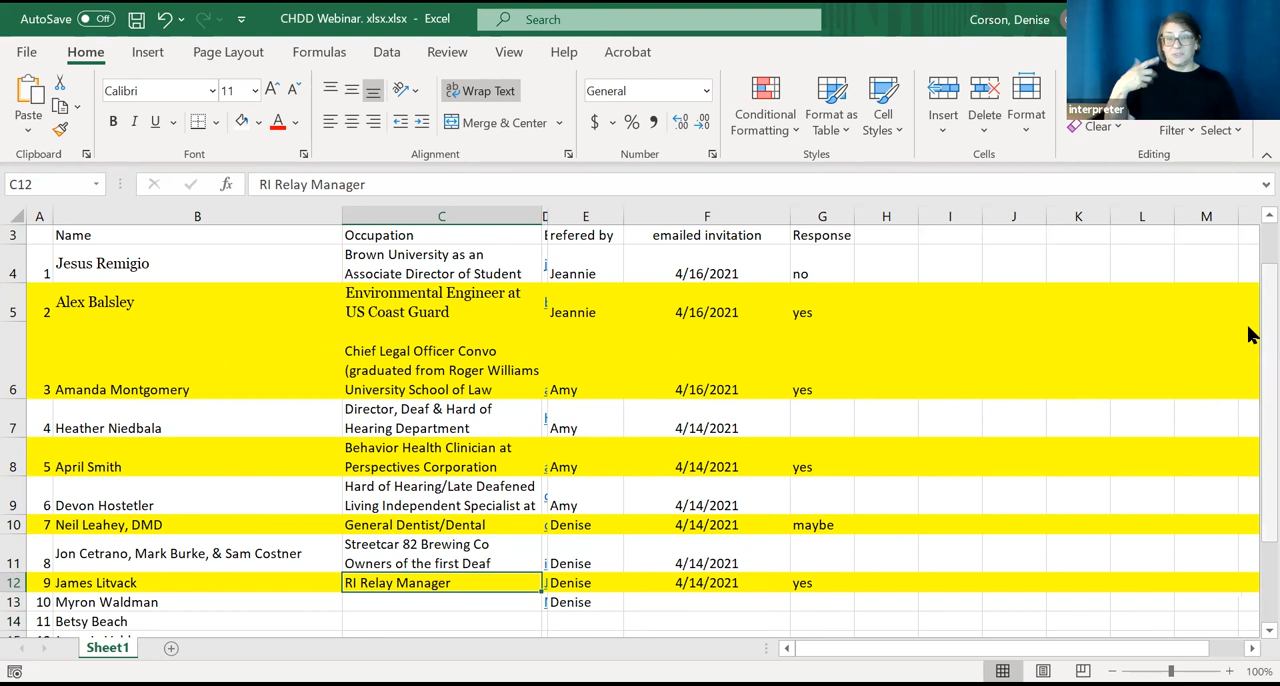 AutoSave Off CHDD Webinar. xlsx.xlsx - Excel Search Corson, Denise
File Home Insert Page Layout Formulas Data Review View Help Acrobat
interpreter
Paste Calibri 11 Wrap Text General Conditional Formatting Format as Table Cell Styles Insert Delete Format Clear
B I U Merge & Center $ % Filter Select
Clipboard Font Alignment Number Styles Cells Editing
C12 fx RI Relay Manager
A B C D E F G H I J K L M
3 Name Occupation refered by emailed invitation Response
4 1 Jesus Remigio Brown University as an
Associate Director of Student Jeannie 4/16/2021 no
5 2 Alex Balsley Environmental Engineer at
US Coast Guard Jeannie 4/16/2021 yes
Chief Legal Officer Convo
(graduated from Roger Williams
6 3 Amanda Montgomery University School of Law Amy 4/16/2021 yes
Director, Deaf & Hard of
7 4 Heather Niedbala Hearing Department Amy 4/14/2021
Behavior Health Clinician at
8 5 April Smith Perspectives Corporation Amy 4/14/2021 yes
Hard of Hearing/Late Deafened
9 6 Devon Hostetler Living Independent Specialist at Amy 4/14/2021
10 7 Neil Leahey, DMD General Dentist/Dental Denise 4/14/2021 maybe
11 8 Jon Cetrano, Mark Burke, & Sam Costner Streetcar 82 Brewing Co
Owners of the first Deaf Denise 4/14/2021
12 9 James Litvack RI Relay Manager Denise 4/14/2021 yes
13 10 Myron Waldman Denise
14 11 Betsy Beach
Sheet1
100%